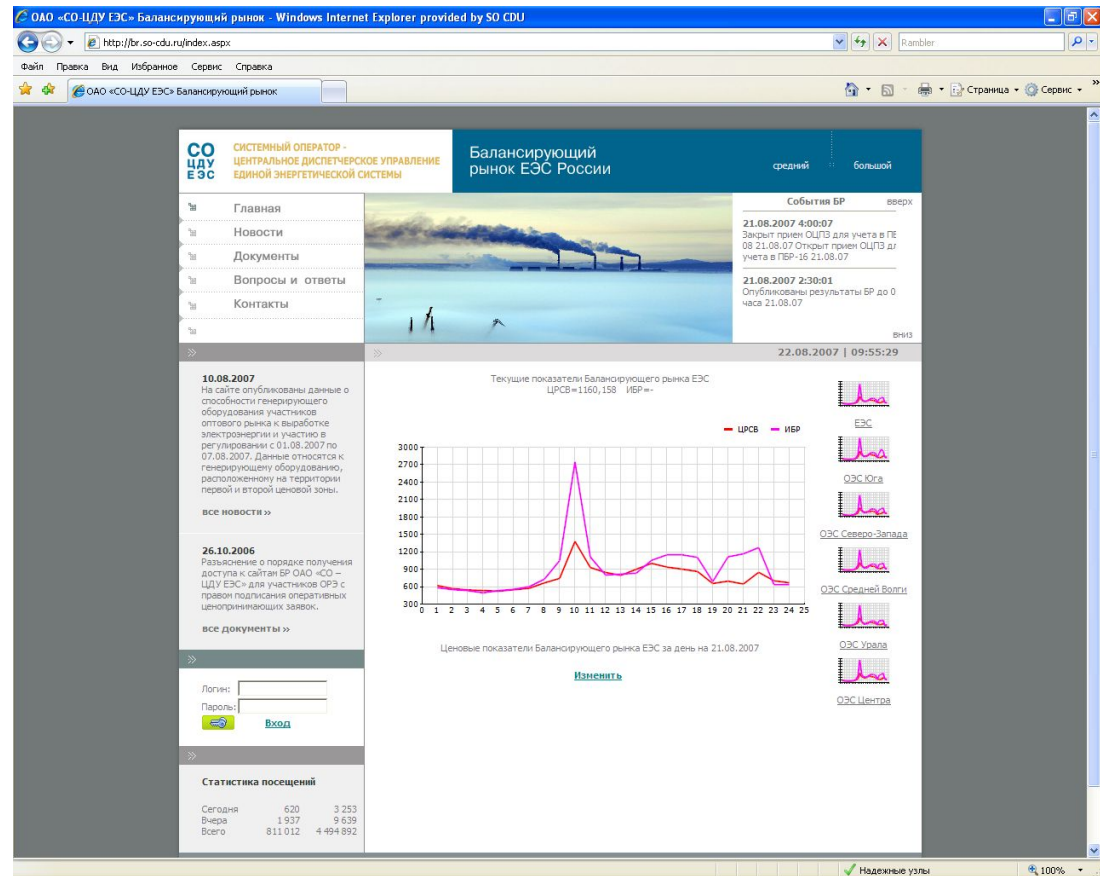 ОАО «СО-ЦДУ ЕЭС» Балансирующий рынок - Windows Internet Explorer provided by SO CDU
http://br.so-cdu.ru/index.aspx
Rambler
Файл Правка Вид Избранное Сервис Справка
ОАО «СО-ЦДУ ЕЭС» Балансирующий рынок
Страница Сервис
СО
ЦДУ
ЕЭС
СИСТЕМНЫЙ ОПЕРАТОР -
ЦЕНТРАЛЬНОЕ ДИСПЕТЧЕРСКОЕ УПРАВЛЕНИЕ
ЕДИНОЙ ЭНЕРГЕТИЧЕСКОЙ СИСТЕМЫ
Балансирующий
рынок ЕЭС России
средний :: большой
Главная
Новости
Документы
Вопросы и ответы
Контакты
События БР вверх
21.08.2007 4:00:07
Закрыт прием ОЦПЗ для учета в ПЕ
08 21.08.07 Открыт прием ОЦПЗ дл
учета в ПБР-16 21.08.07
21.08.2007 2:30:01
Опубликованы результаты БР до 0
часа 21.08.07
вниз
22.08.2007 | 09:55:29
10.08.2007
На сайте опубликованы данные о
способности генерирующего
оборудования участников
оптового рынка к выработке
электроэнергии и участию в
регулировании с 01.08.2007 по
07.08.2007. Данные относятся к
генерирующему оборудованию,
расположенному на территории
первой и второй ценовой зоны.
все новости »
26.10.2006
Разъяснение о порядке получения
доступа к сайтам БР ОАО «СО –
ЦДУ ЕЭС» для участников ОРЭ с
правом подписания оперативных
ценопринимающих заявок.
все документы »
Логин:
Пароль:
Вход
Статистика посещений
Сегодня 620 3 253
Вчера 1 937 9 639
Всего 811 012 4 494 892
Текущие показатели Балансирующего рынка ЕЭС
ЦРСВ=1160,158 ИБР=-
ЦРСВ ИБР
3000
2700
2400
2100
1800
1500
1200
900
600
300
0 1 2 3 4 5 6 7 8 9 10 11 12 13 14 15 16 17 18 19 20 21 22 23 24 25
Ценовые показатели Балансирующего рынка ЕЭС за день на 21.08.2007
Изменить
ЕЭС
ОЭС Юга
ОЭС Северо-Запада
ОЭС Средней Волги
ОЭС Урала
ОЭС Центра
Надежные узлы
100%